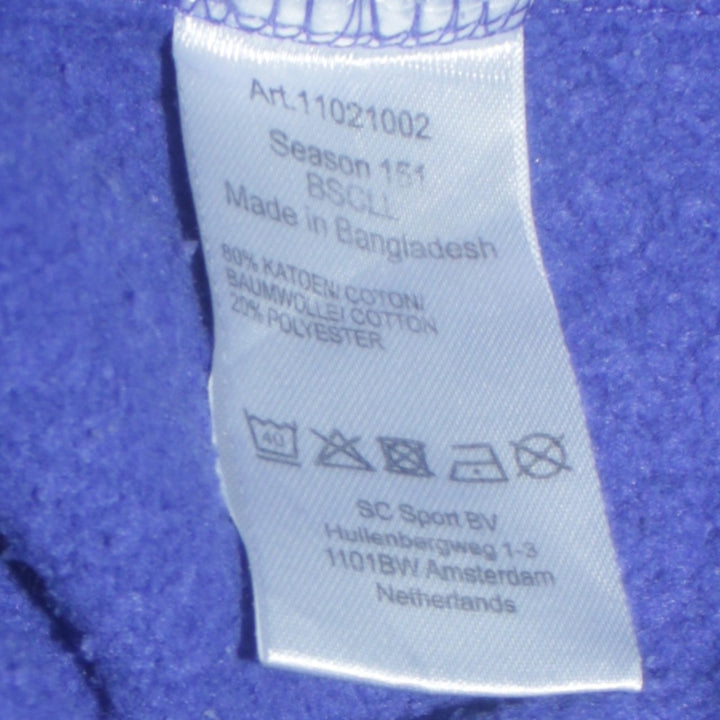 Art.11021002
Season 151
BSCLL
Made in Bangladesh
80% KATOEN/ COTON/
BAUMWOLLE/ COTTON
20% POLYESTER
40
SC Sport BV
Hullenbergweg 1-3
1101BW Amsterdam
Netherlands